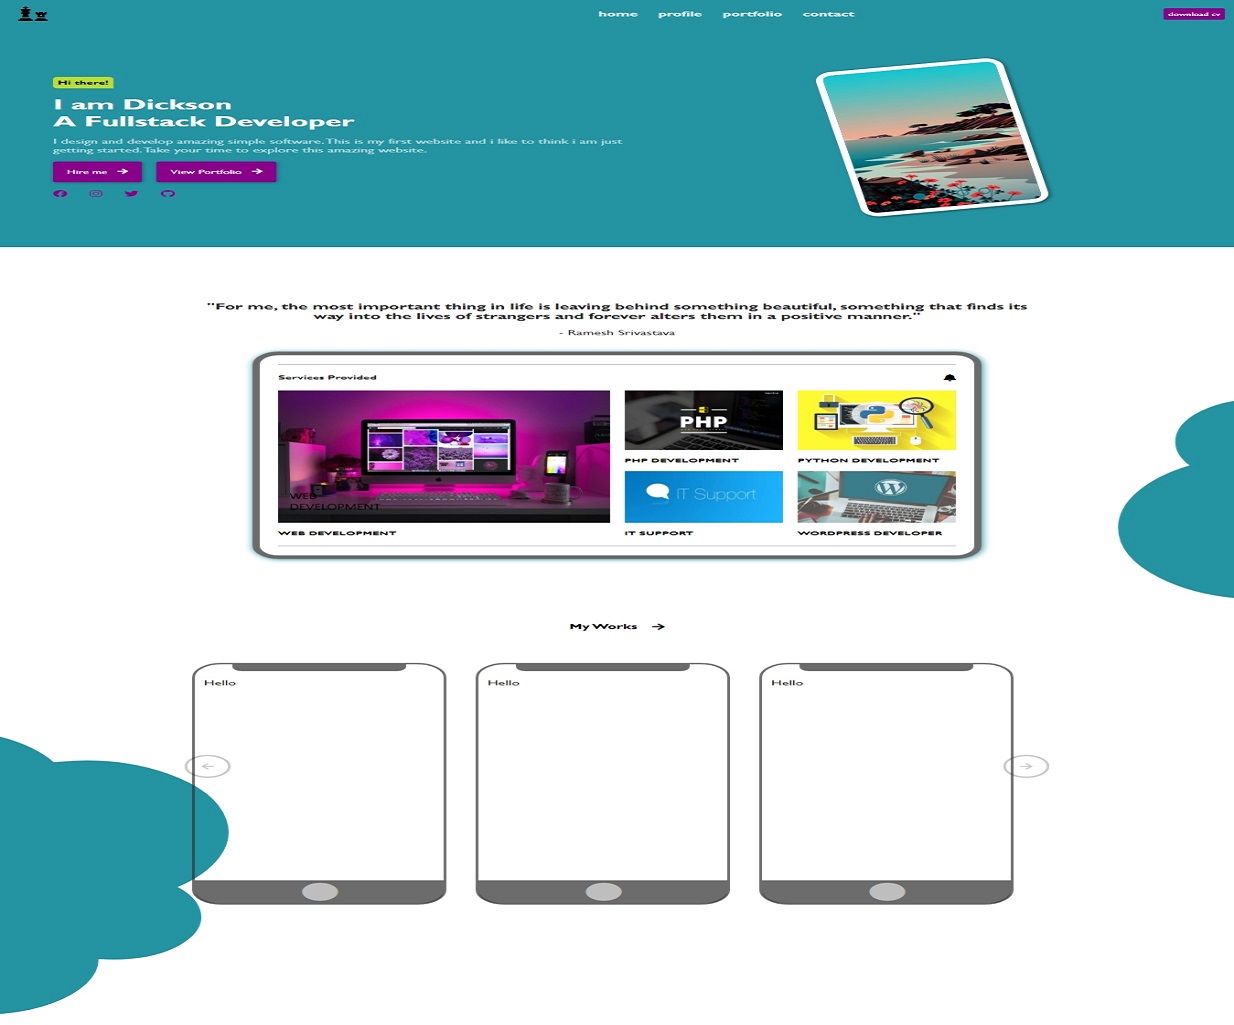 home profile portfolio contact download cv
Hi there!
I am Dickson
A Fullstack Developer
I design and develop amazing simple software. This is my first website and i like to think i am just
getting started. Take your time to explore this amazing website.
Hire me View Portfolio
"For me, the most important thing in life is leaving behind something beautiful, something that finds its
way into the lives of strangers and forever alters them in a positive manner."
- Ramesh Srivastava
Services Provided
WEB
DEVELOPMENT
WEB DEVELOPMENT
PHP
PHP DEVELOPMENT
PYTHON DEVELOPMENT
IT Support
IT SUPPORT
WORDPRESS DEVELOPER
My Works
Hello
Hello
Hello